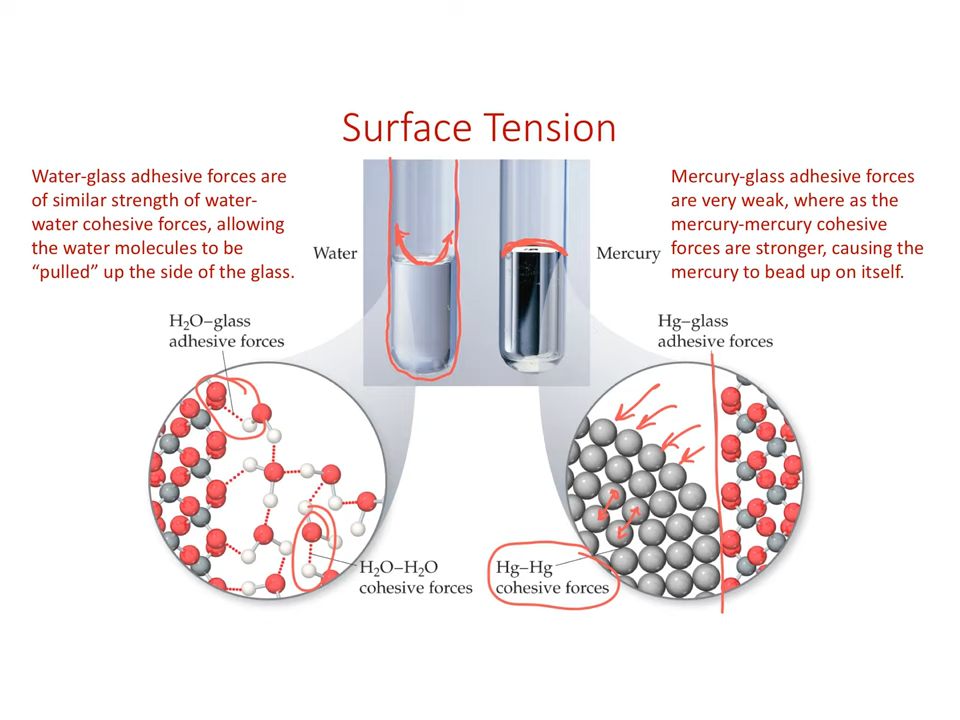 Surface Tension
Water-glass adhesive forces are
of similar strength of water-
water cohesive forces, allowing
the water molecules to be
“pulled” up the side of the glass.
Mercury-glass adhesive forces
are very weak, where as the
mercury-mercury cohesive
forces are stronger, causing the
mercury to bead up on itself.
Water
Mercury
H₂O–glass
adhesive forces
Hg–glass
adhesive forces
H₂O–H₂O
cohesive forces
Hg–Hg
cohesive forces